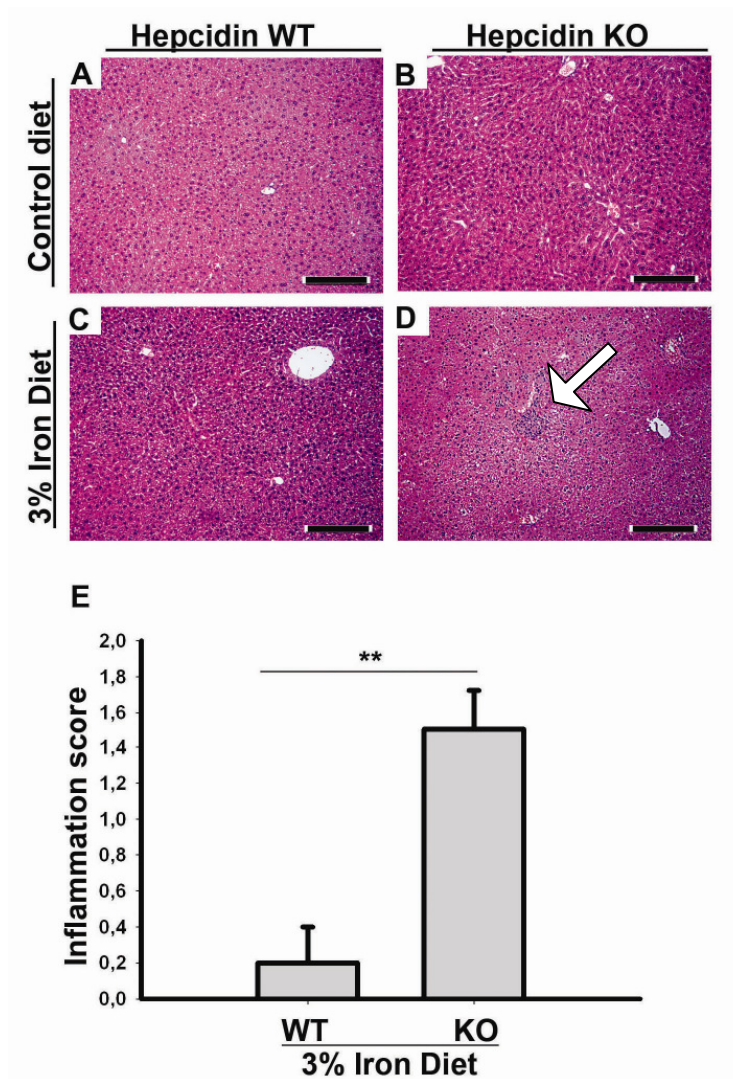 Hepcidin WT
Hepcidin KO
Control diet
A
B
3% Iron Diet
C
D
E
Inflammation score
2,0
1,8
1,6
1,4
1,2
1,0
0,8
0,6
0,4
0,2
0,0
**
WT
KO
3% Iron Diet